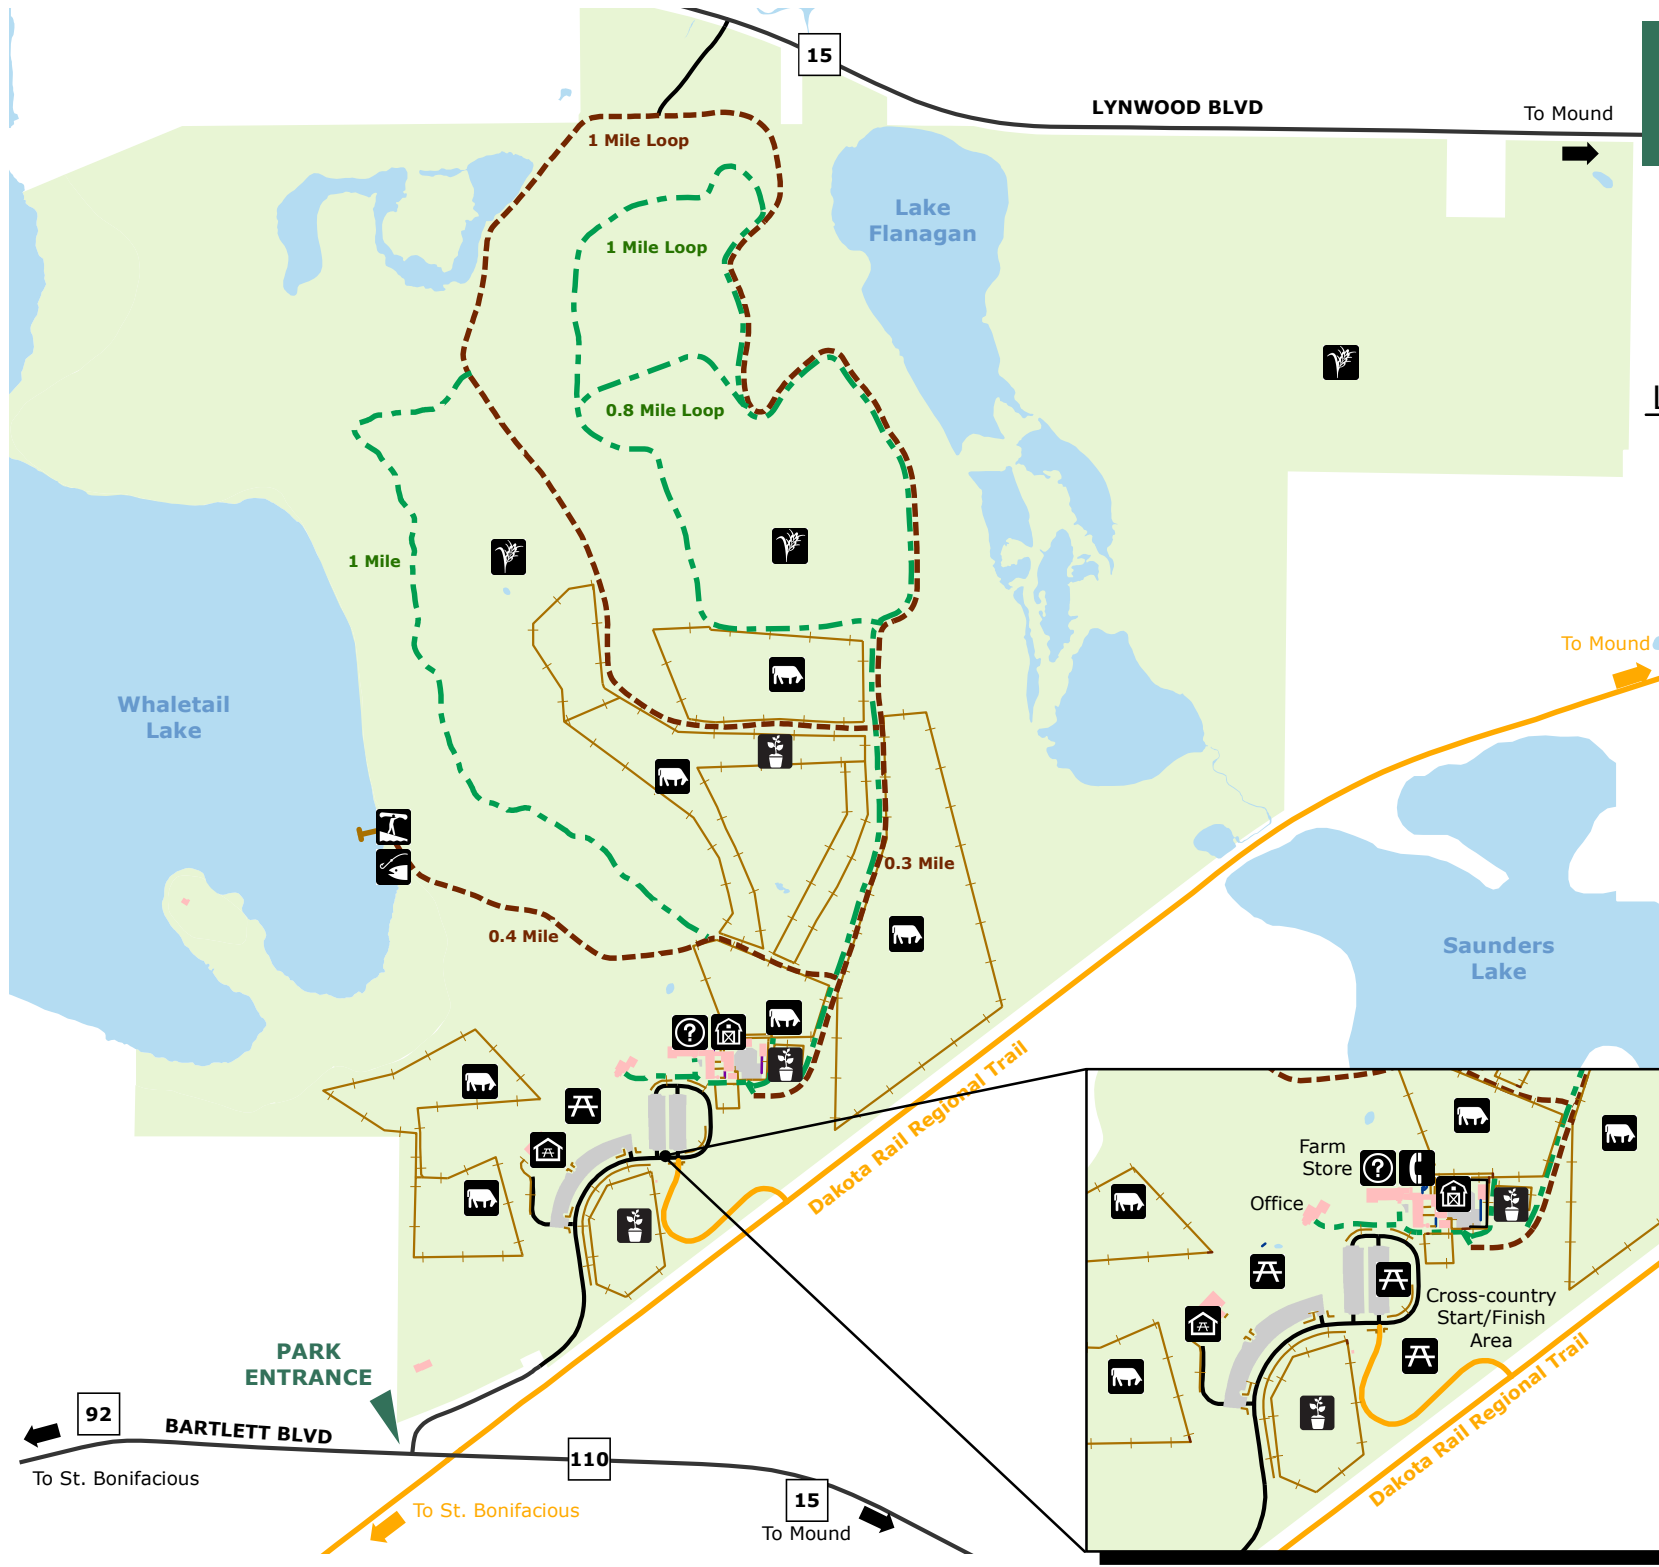 15
LYNWOOD BLVD
To Mound
1 Mile Loop
Lake
Flanagan
1 Mile Loop
L
0.8 Mile Loop
1 Mile
To Mound
Whaletail
Lake
0.3 Mile
0.4 Mile
Saunders
Lake
?
Dakota Rail Regional Trail
Farm
Store
?
Office
Cross-country
Start/Finish
Area
Dakota Rail Regional Trail
PARK
ENTRANCE
92
BARTLETT BLVD
110
To St. Bonifacious
To St. Bonifacious
15
To Mound